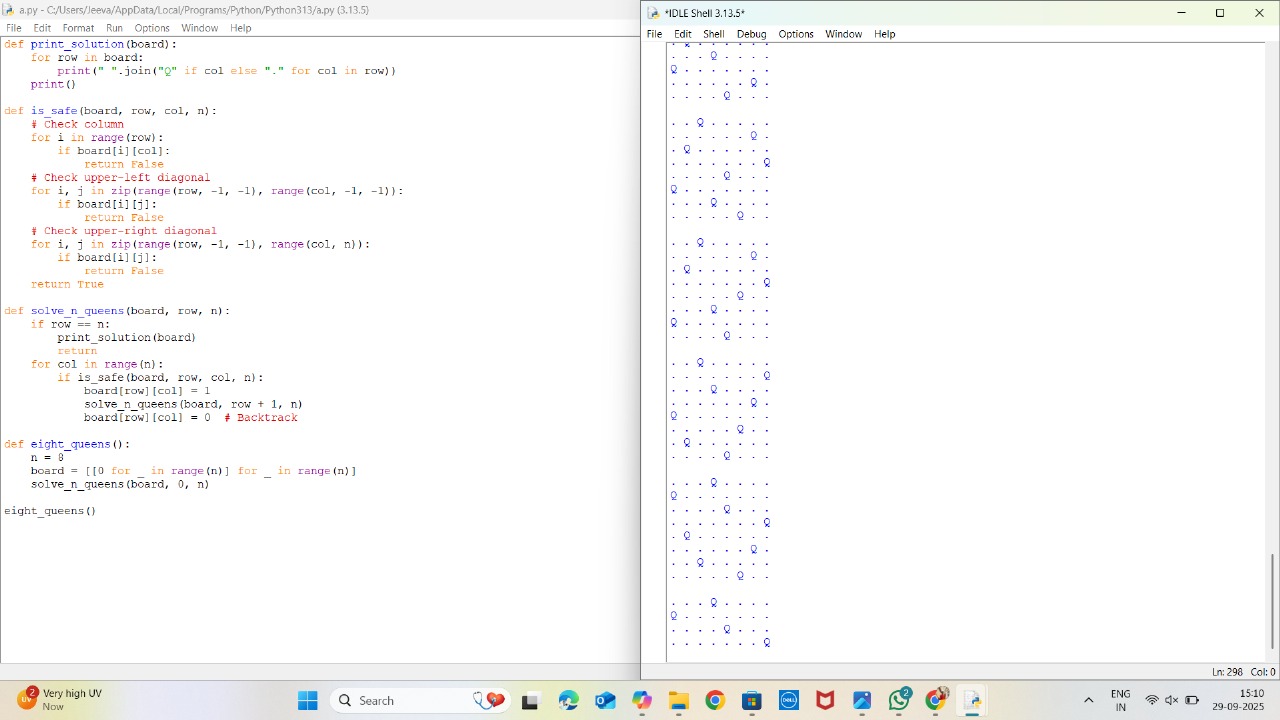 a.py - C:/Users/Jeeva/AppData/Local/Programs/Python/Python313/a.py (3.13.5)
File Edit Format Run Options Window Help
def print_solution(board):
    for row in board:
        print(" ".join("Q" if col else "." for col in row))
    print()
def is_safe(board, row, col, n):
    # Check column
    for i in range(row):
        if board[i][col]:
            return False
    # Check upper-left diagonal
    for i, j in zip(range(row, -1, -1), range(col, -1, -1)):
        if board[i][j]:
            return False
    # Check upper-right diagonal
    for i, j in zip(range(row, -1, -1), range(col, n)):
        if board[i][j]:
            return False
    return True
def solve_n_queens(board, row, n):
    if row == n:
        print_solution(board)
        return
    for col in range(n):
        if is_safe(board, row, col, n):
            board[row][col] = 1
            solve_n_queens(board, row + 1, n)
            board[row][col] = 0  # Backtrack
def eight_queens():
    n = 8
    board = [[0 for _ in range(n)] for _ in range(n)]
    solve_n_queens(board, 0, n)
eight_queens()
*IDLE Shell 3.13.5*
File Edit Shell Debug Options Window Help
. . . Q . . . .
Q . . . . . . .
. . . . . . Q .
. . . . Q . . .
. . Q . . . . .
. . . . . . Q .
. Q . . . . . .
. . . . . . . Q
. . . . Q . . .
Q . . . . . . .
. . . Q . . . .
. . . . . Q . .
. . Q . . . . .
. . . . . . Q .
. Q . . . . . .
. . . . . . . Q
. . . . . Q . .
. . . Q . . . .
Q . . . . . . .
. . . . Q . . .
. . Q . . . . .
. . . . . . . Q
. . . Q . . . .
. . . . . . Q .
Q . . . . . . .
. . . . . Q . .
. Q . . . . . .
. . . . Q . . .
. . . Q . . . .
Q . . . . . . .
. . . . Q . . .
. . . . . . . Q
. Q . . . . . .
. . . . . . Q .
. . Q . . . . .
. . . . . Q . .
. . . Q . . . .
Q . . . . . . .
. . . . Q . . .
. . . . . . . Q
Ln: 298 Col: 0
UV 2 Very high UV
Now
Search
DELL
2
ENG
IN
15:10
29-09-2025